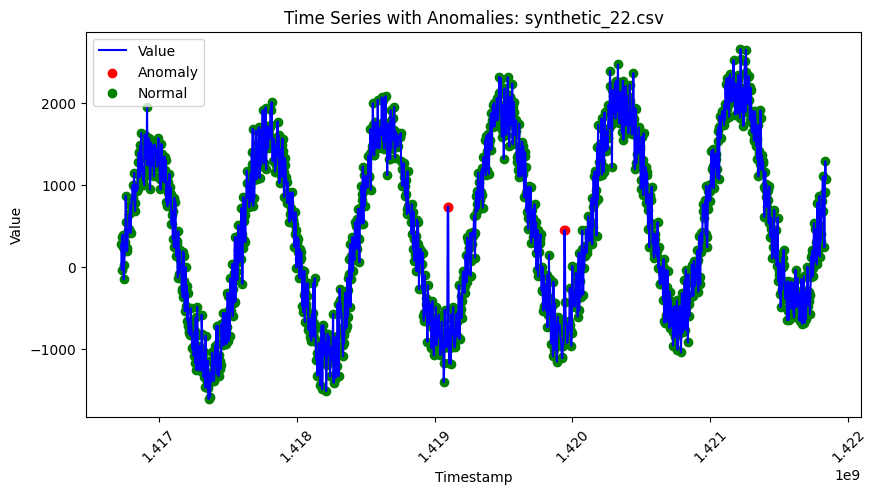 Time Series with Anomalies: synthetic_22.csv
Value
Anomaly
Normal
2000
1000
0
−1000
Value
1.417
1.418
1.419
1.420
1.421
1.422
1e9
Timestamp